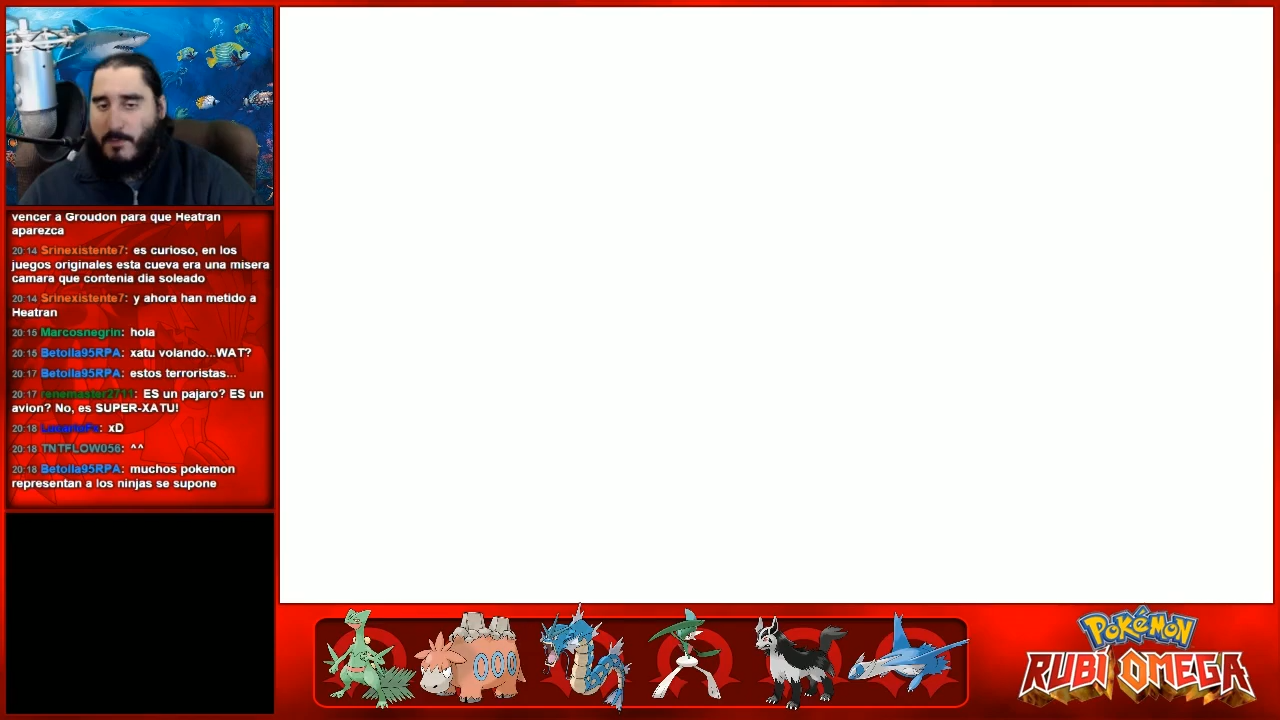 vencer a Groudon para que Heatran
aparezca
20:14 Srinexistente7: es curioso, en los
juegos originales esta cueva era una misera
camara que contenia dia soleado
20:14 Srinexistente7: y ahora han metido a
Heatran
20:15 Marcosnegrin: hola
20:15 Betolla95RPA: xatu volando...WAT?
20:17 Betolla95RPA: estos terroristas...
20:17 renemaster2711: ES un pajaro? ES un
avion? No, es SUPER-XATU!
20:18 : xD
20:18 TNTFLOW056: ^^
20:18 Betolla95RPA: muchos pokemon
representan a los ninjas se supone
POKéMON
RUBI OMEGA